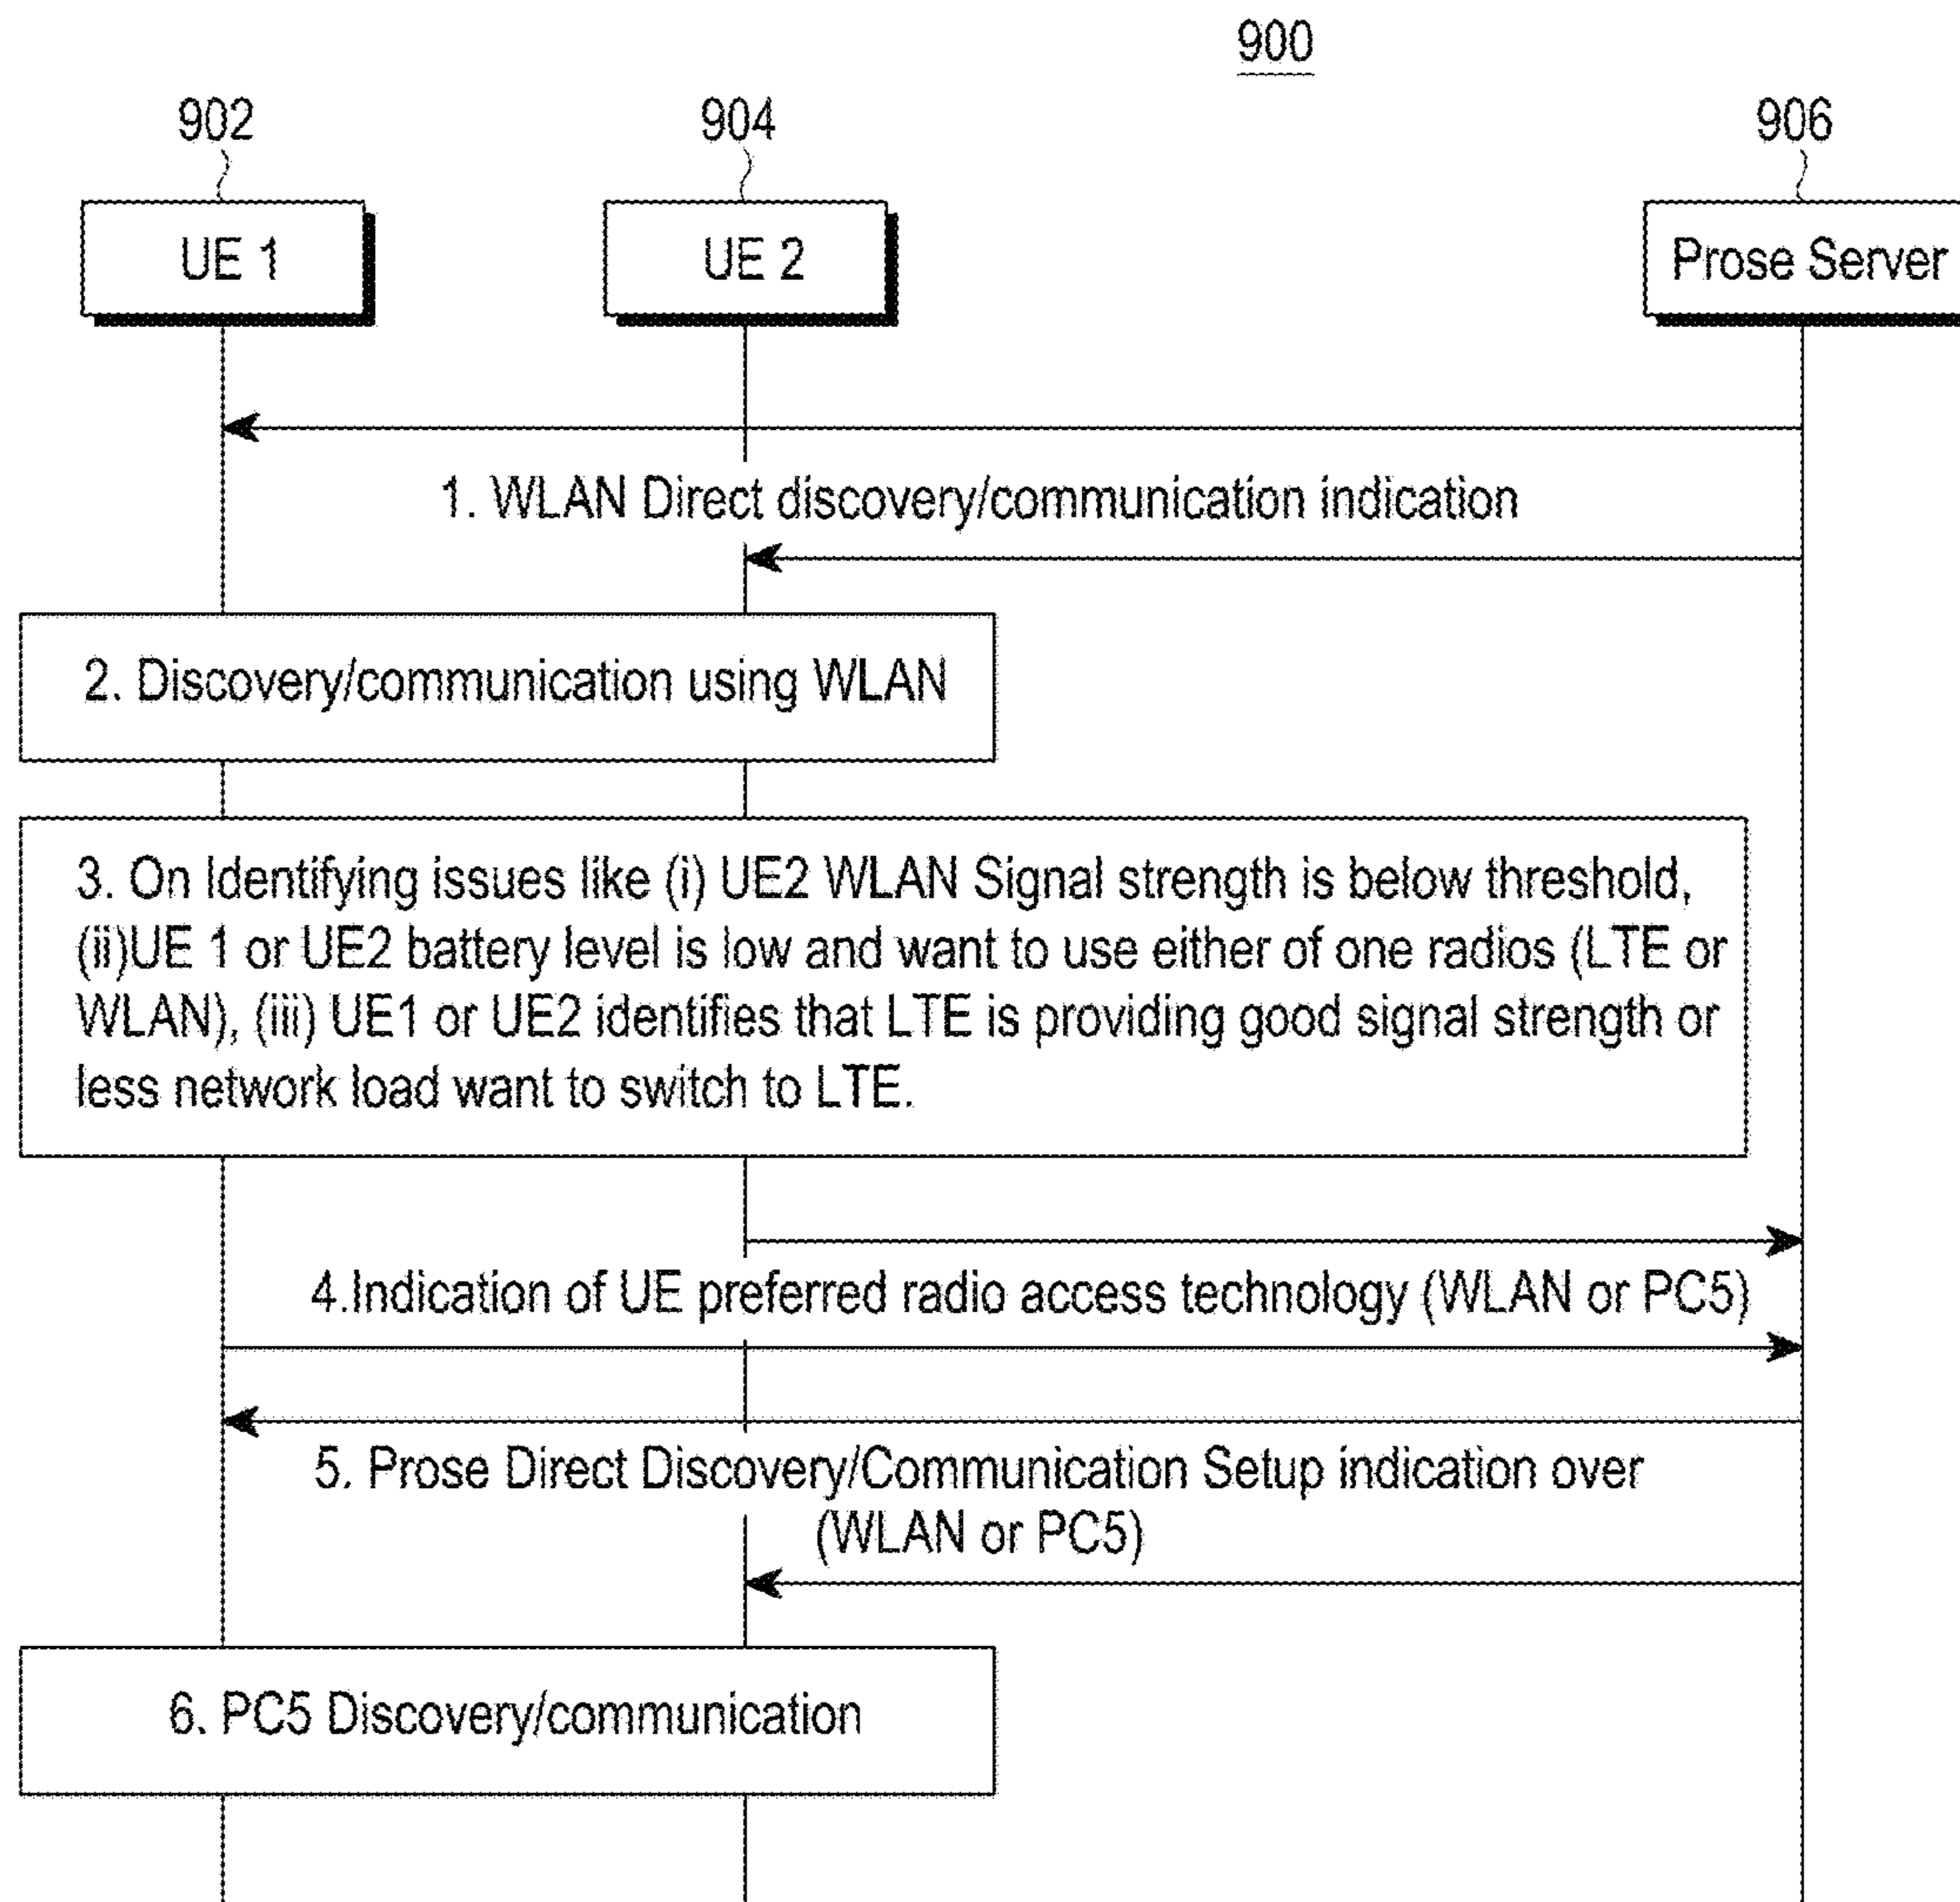 900
902
904
906
UE 1
UE 2
Prose Server
1. WLAN Direct discovery/communication indication
2. Discovery/communication using WLAN
3. On Identifying issues like (i) UE2 WLAN Signal strength is below threshold,
(ii)UE 1 or UE2 battery level is low and want to use either of one radios (LTE or
WLAN), (iii) UE1 or UE2 identifies that LTE is providing good signal strength or
less network load want to switch to LTE.
4.Indication of UE preferred radio access technology (WLAN or PC5)
5. Prose Direct Discovery/Communication Setup indication over
(WLAN or PC5)
6. PC5 Discovery/communication